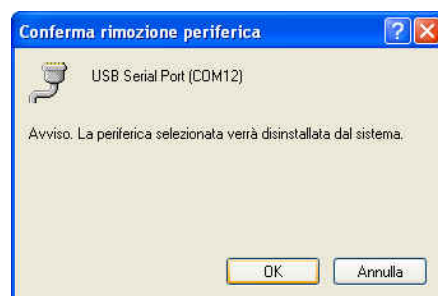 Conferma rimozione periferica
USB Serial Port (COM12)
Avviso. La periferica selezionata verrà disinstallata dal sistema.
OK
Annulla